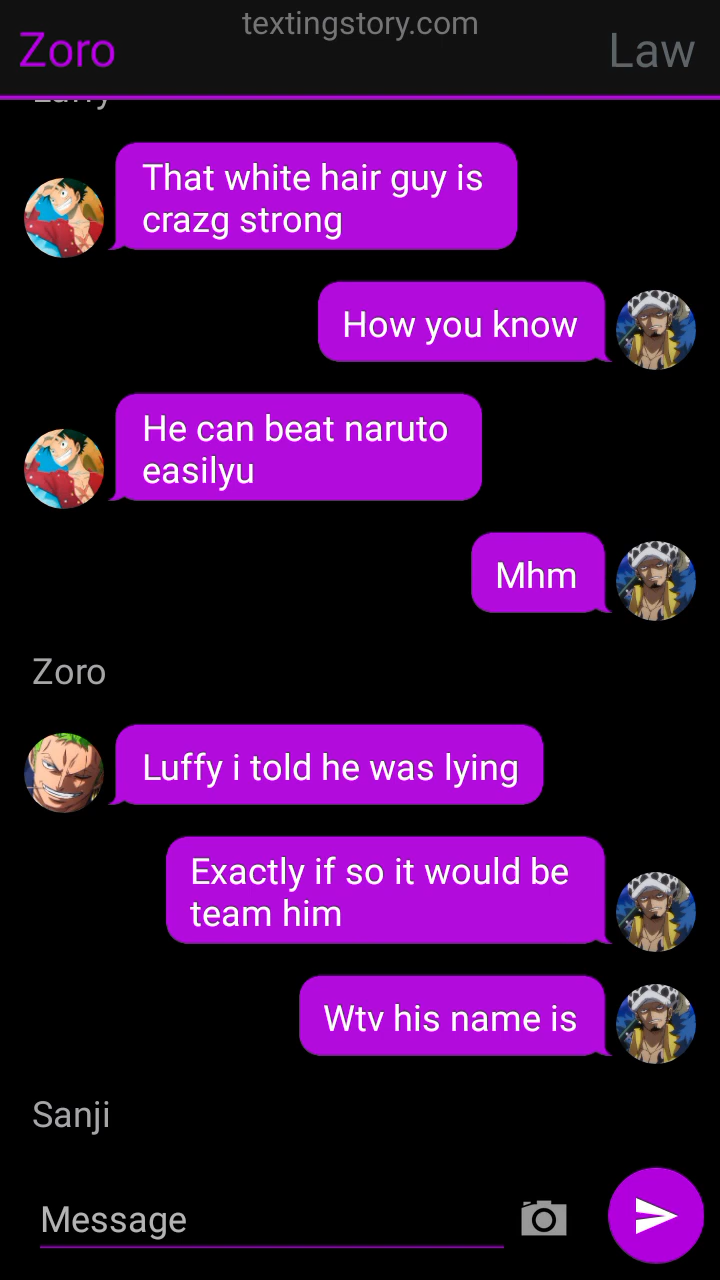 textingstory.com
Zoro
Law
Luffy
That white hair guy is
crazg strong
How you know
He can beat naruto
easilyu
Mhm
Zoro
Luffy i told he was lying
Exactly if so it would be
team him
Wtv his name is
Sanji
Message